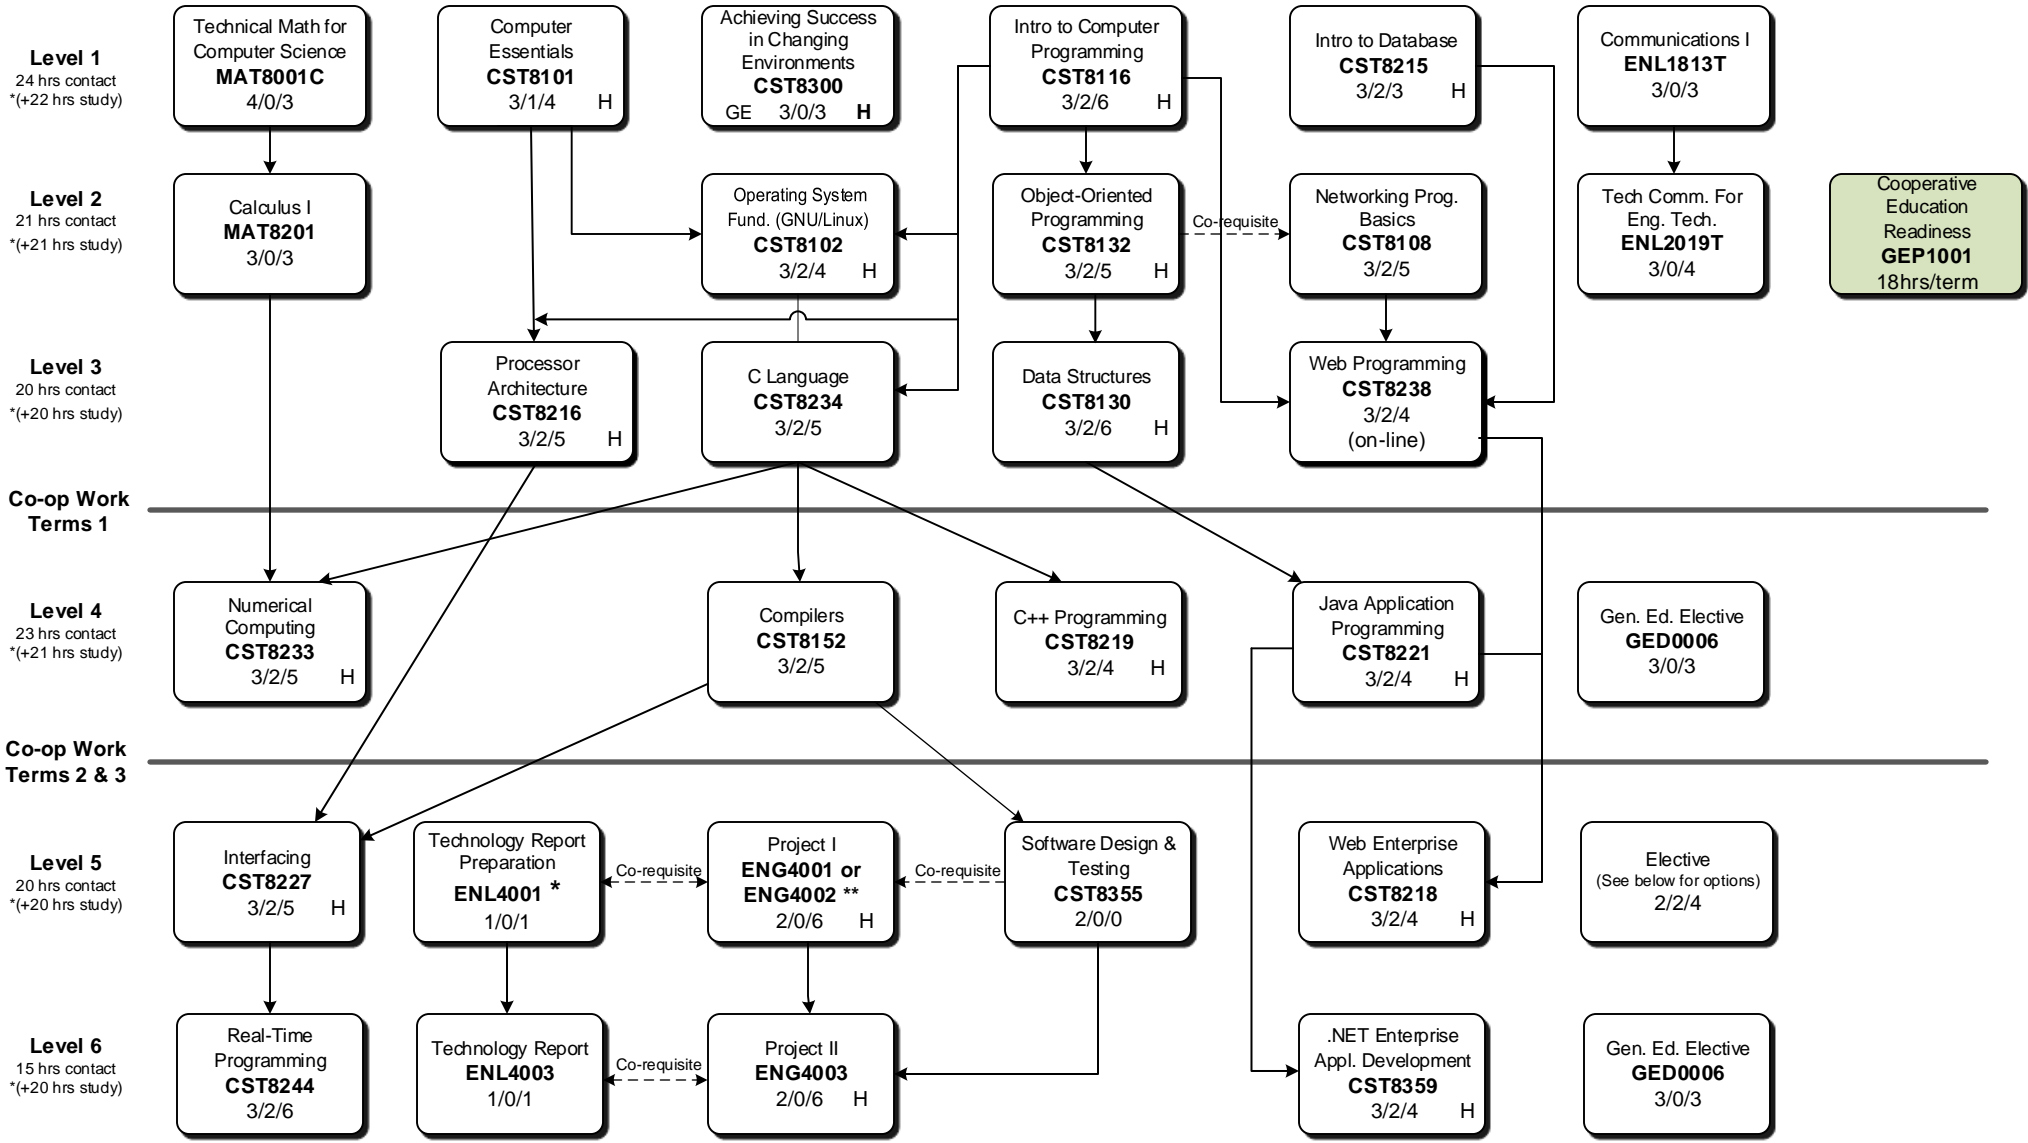 Level 1
24 hrs contact
*(+22 hrs study)
Technical Math for
Computer Science
MAT8001C
4/0/3
Computer
Essentials
CST8101
3/1/4 H
Achieving Success
in Changing
Environments
CST8300
GE 3/0/3 H
Intro to Computer
Programming
CST8116
3/2/6 H
Intro to Database
CST8215
3/2/3 H
Communications I
ENL1813T
3/0/3
Level 2
21 hrs contact
*(+21 hrs study)
Calculus I
MAT8201
3/0/3
Operating System
Fund. (GNU/Linux)
CST8102
3/2/4 H
Object-Oriented
Programming
CST8132
3/2/5 H
Co-requisite
Networking Prog.
Basics
CST8108
3/2/5
Tech Comm. For
Eng. Tech.
ENL2019T
3/0/4
Cooperative
Education
Readiness
GEP1001
18hrs/term
Level 3
20 hrs contact
*(+20 hrs study)
Processor
Architecture
CST8216
3/2/5 H
C Language
CST8234
3/2/5
Data Structures
CST8130
3/2/6 H
Web Programming
CST8238
3/2/4
(on-line)
Co-op Work
Terms 1
Level 4
23 hrs contact
*(+21 hrs study)
Numerical
Computing
CST8233
3/2/5 H
Compilers
CST8152
3/2/5
C++ Programming
CST8219
3/2/4 H
Java Application
Programming
CST8221
3/2/4 H
Gen. Ed. Elective
GED0006
3/0/3
Co-op Work
Terms 2 & 3
Level 5
20 hrs contact
*(+20 hrs study)
Interfacing
CST8227
3/2/5 H
Technology Report
Preparation
ENL4001 *
1/0/1
Co-requisite
Project I
ENG4001 or
ENG4002 **
2/0/6 H
Co-requisite
Software Design &
Testing
CST8355
2/0/0
Web Enterprise
Applications
CST8218
3/2/4 H
Elective
(See below for options)
2/2/4
Level 6
15 hrs contact
*(+20 hrs study)
Real-Time
Programming
CST8244
3/2/6
Technology Report
ENL4003
1/0/1
Co-requisite
Project II
ENG4003
2/0/6 H
.NET Enterprise
Appl. Development
CST8359
3/2/4 H
Gen. Ed. Elective
GED0006
3/0/3